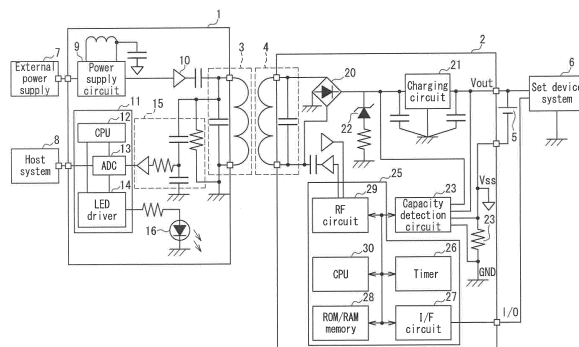 1
2
3
4
5
6
7
8
9
10
11
12
13
14
15
16
20
21
22
23
23
25
26
27
28
29
30
External power supply
Power supply circuit
Host system
CPU
ADC
LED driver
Charging circuit
Vout
Set device system
Vss
RF circuit
Capacity detection circuit
GND
CPU
Timer
ROM/RAM memory
I/F circuit
I/O